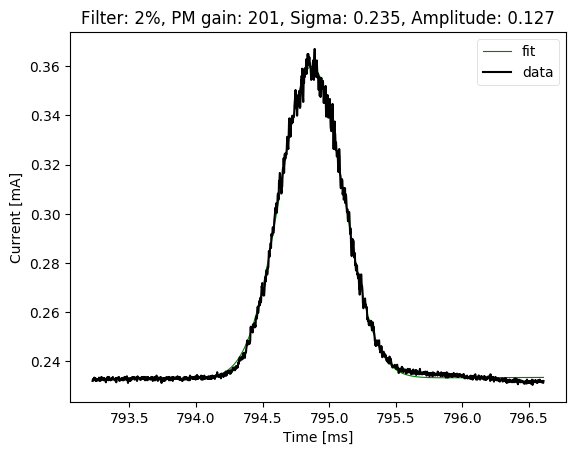 Filter: 2%, PM gain: 201, Sigma: 0.235, Amplitude: 0.127
fit
data
0.36
0.34
0.32
0.30
0.28
0.26
0.24
Current [mA]
793.5 794.0 794.5 795.0 795.5 796.0 796.5
Time [ms]